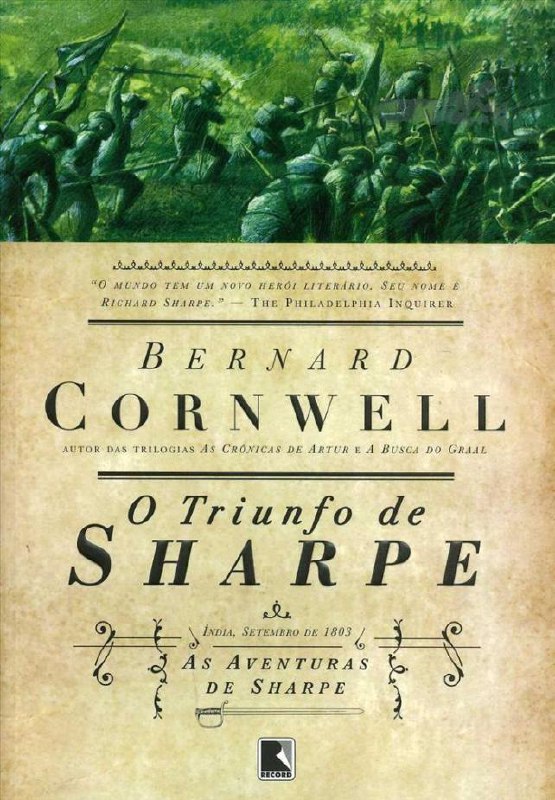 “O MUNDO TEM UM NOVO HERÓI LITERÁRIO. SEU NOME É
RICHARD SHARPE.” — THE PHILADELPHIA INQUIRER
BERNARD
CORNWELL
AUTOR DAS TRILOGIAS AS CRÔNICAS DE ARTUR E A BUSCA DO GRAAL
O Triunfo de
SHARPE
ÍNDIA, SETEMBRO DE 1803
AS AVENTURAS
DE SHARPE
RECORD